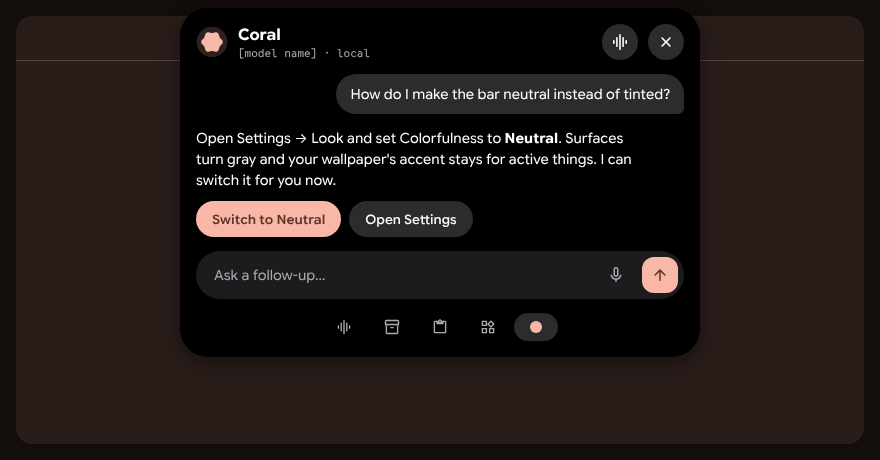 Coral
[model name] · local
How do I make the bar neutral instead of tinted?
Open Settings → Look and set Colorfulness to Neutral. Surfaces
turn gray and your wallpaper's accent stays for active things. I can
switch it for you now.
Switch to Neutral
Open Settings
Ask a follow-up...